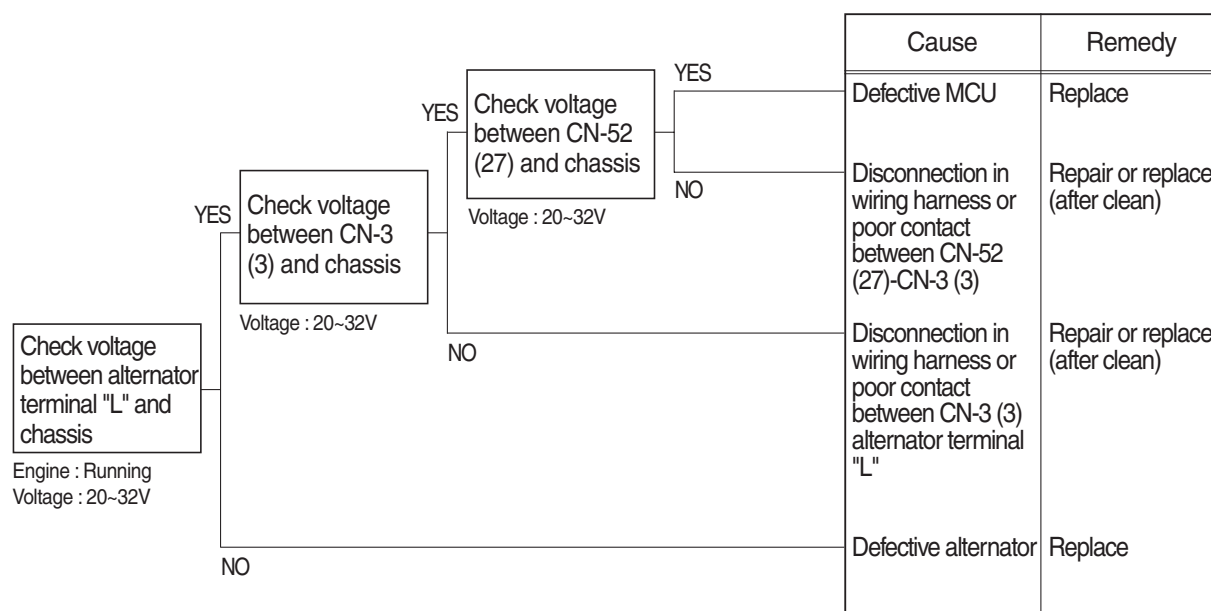 Cause
Remedy
YES
Defective MCU
Replace
YES
Check voltage
between CN-52
(27) and chassis
NO
Voltage : 20~32V
Disconnection in
wiring harness or
poor contact
between CN-52
(27)-CN-3 (3)
Repair or replace
(after clean)
YES
Check voltage
between CN-3
(3) and chassis
Voltage : 20~32V
NO
Disconnection in
wiring harness or
poor contact
between CN-3 (3)
alternator terminal
"L"
Repair or replace
(after clean)
Check voltage
between alternator
terminal "L" and
chassis
Engine : Running
Voltage : 20~32V
NO
Defective alternator
Replace